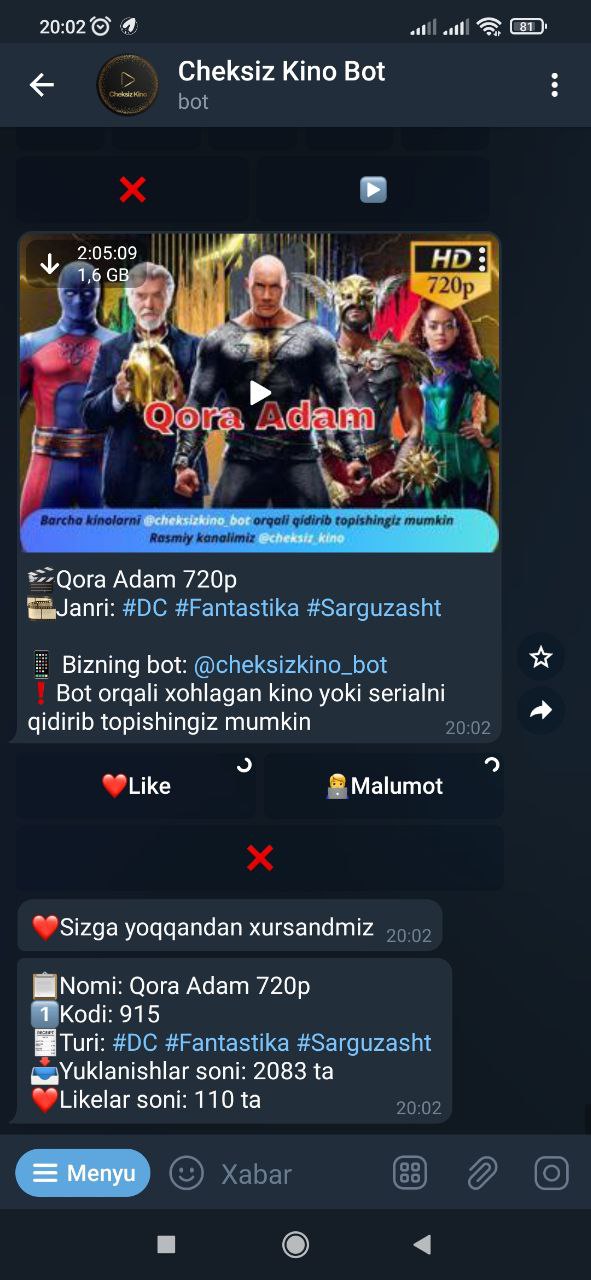 20:02
81
Cheksiz Kino Bot
Cheksiz Kino
bot
2:05:09
1,6 GB
HD
720p
Qora Adam
Barcha kinolarni @cheksizkino_bot orqali qidirib topishingiz mumkin
Rasmiy kanalimiz @cheksiz_kino
Qora Adam 720p
Janri: #DC #Fantastika #Sarguzasht
Bizning bot: @cheksizkino_bot
❗Bot orqali xohlagan kino yoki serialni
qidirib topishingiz mumkin
20:02
❤️Like
Malumot
❤️Sizga yoqqandan xursandmiz
20:02
Nomi: Qora Adam 720p
1️⃣Kodi: 915
RECEIPT
Turi: #DC #Fantastika #Sarguzasht
Yuklanishlar soni: 2083 ta
❤️Likelar soni: 110 ta
20:02
Menyu
Xabar